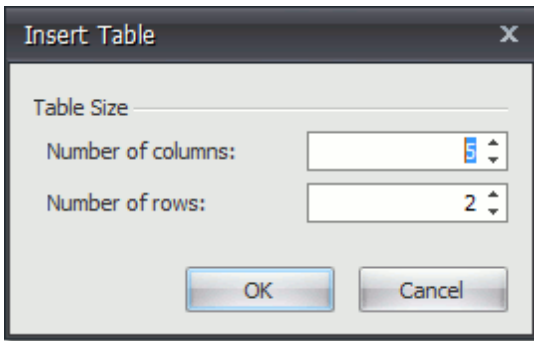 Insert Table
Table Size
Number of columns: 5
Number of rows: 2
OK Cancel